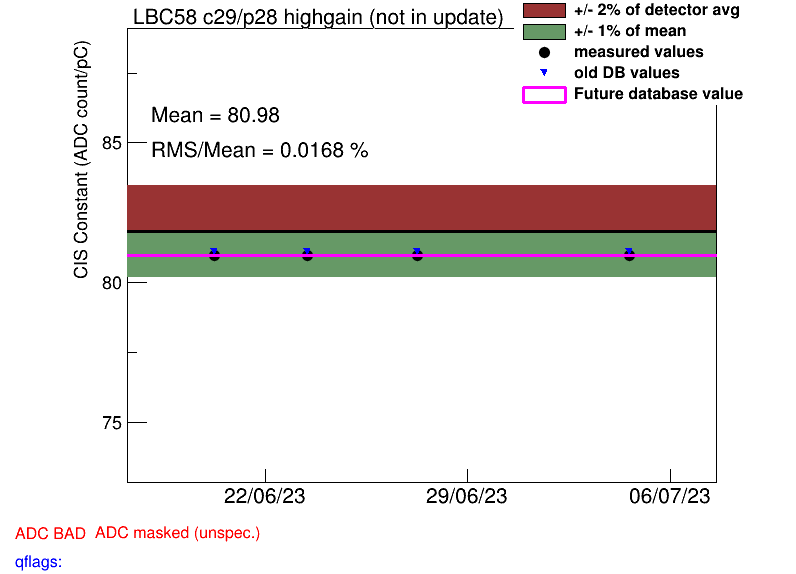 LBC58 c29/p28 highgain (not in update)
+/- 2% of detector avg
+/- 1% of mean
measured values
old DB values
Future database value
CIS Constant (ADC count/pC)
Mean = 80.98
RMS/Mean = 0.0168 %
85
80
75
22/06/23 29/06/23 06/07/23
ADC BAD ADC masked (unspec.)
qflags: